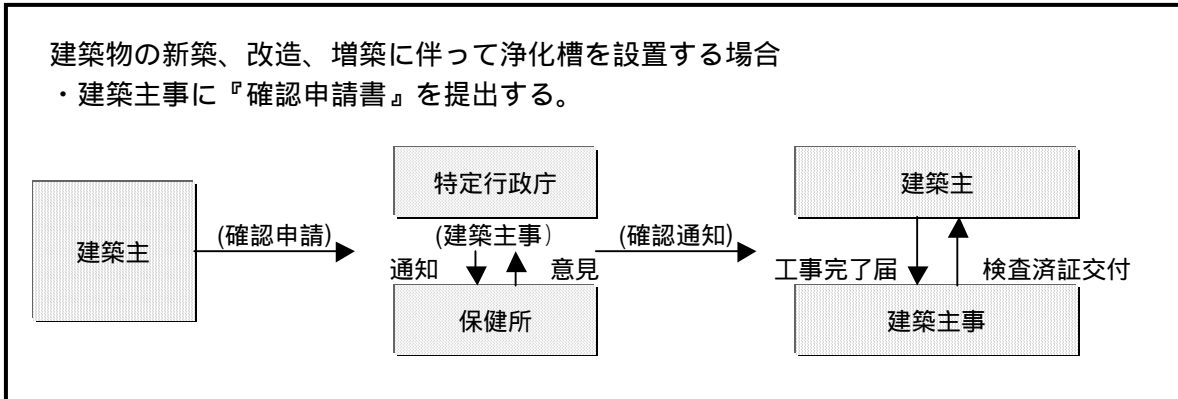 建築物の新築、改造、増築に伴って浄化槽を設置する場合
・建築主事に『確認申請書』を提出する。
建築主
(確認申請)
特定行政庁
(建築主事)
通知
意見
保健所
(確認通知)
建築主
工事完了届
検査済証交付
建築主事